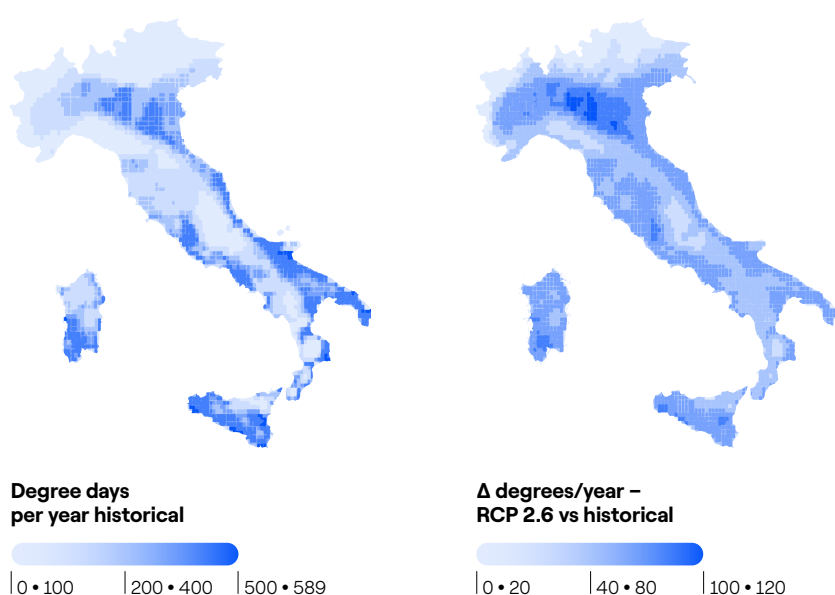 Degree days
per year historical
0 • 100
200 • 400
500 • 589
Δ degrees/year –
RCP 2.6 vs historical
0 • 20
40 • 80
100 • 120